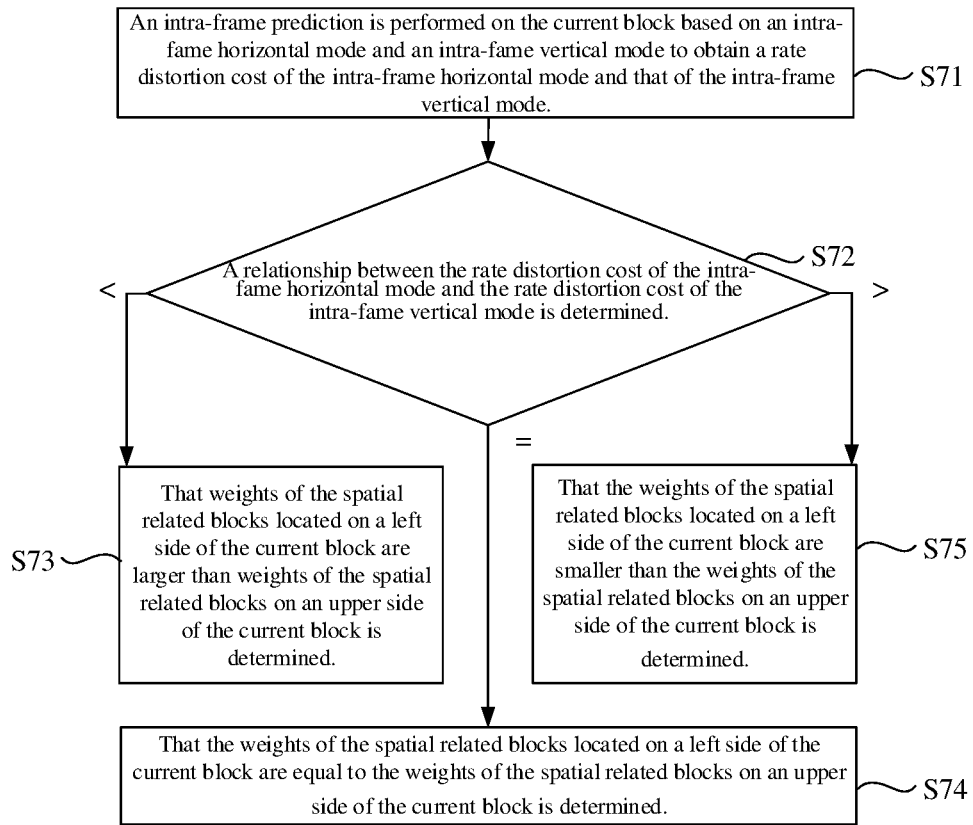 An intra-frame prediction is performed on the current block based on an intra-
fame horizontal mode and an intra-fame vertical mode to obtain a rate
distortion cost of the intra-frame horizontal mode and that of the intra-frame
vertical mode.
S71
S72
A relationship between the rate distortion cost of the intra-
fame horizontal mode and the rate distortion cost of the
intra-fame vertical mode is determined.
<
>
=
That weights of the spatial
related blocks located on a left
side of the current block are
larger than weights of the spatial
related blocks on an upper side
of the current block is
determined.
S73
That the weights of the spatial
related blocks located on a left
side of the current block are
smaller than the weights of the
spatial related blocks on an upper
side of the current block is
determined.
S75
That the weights of the spatial related blocks located on a left side of the
current block are equal to the weights of the spatial related blocks on an upper
side of the current block is determined.
S74